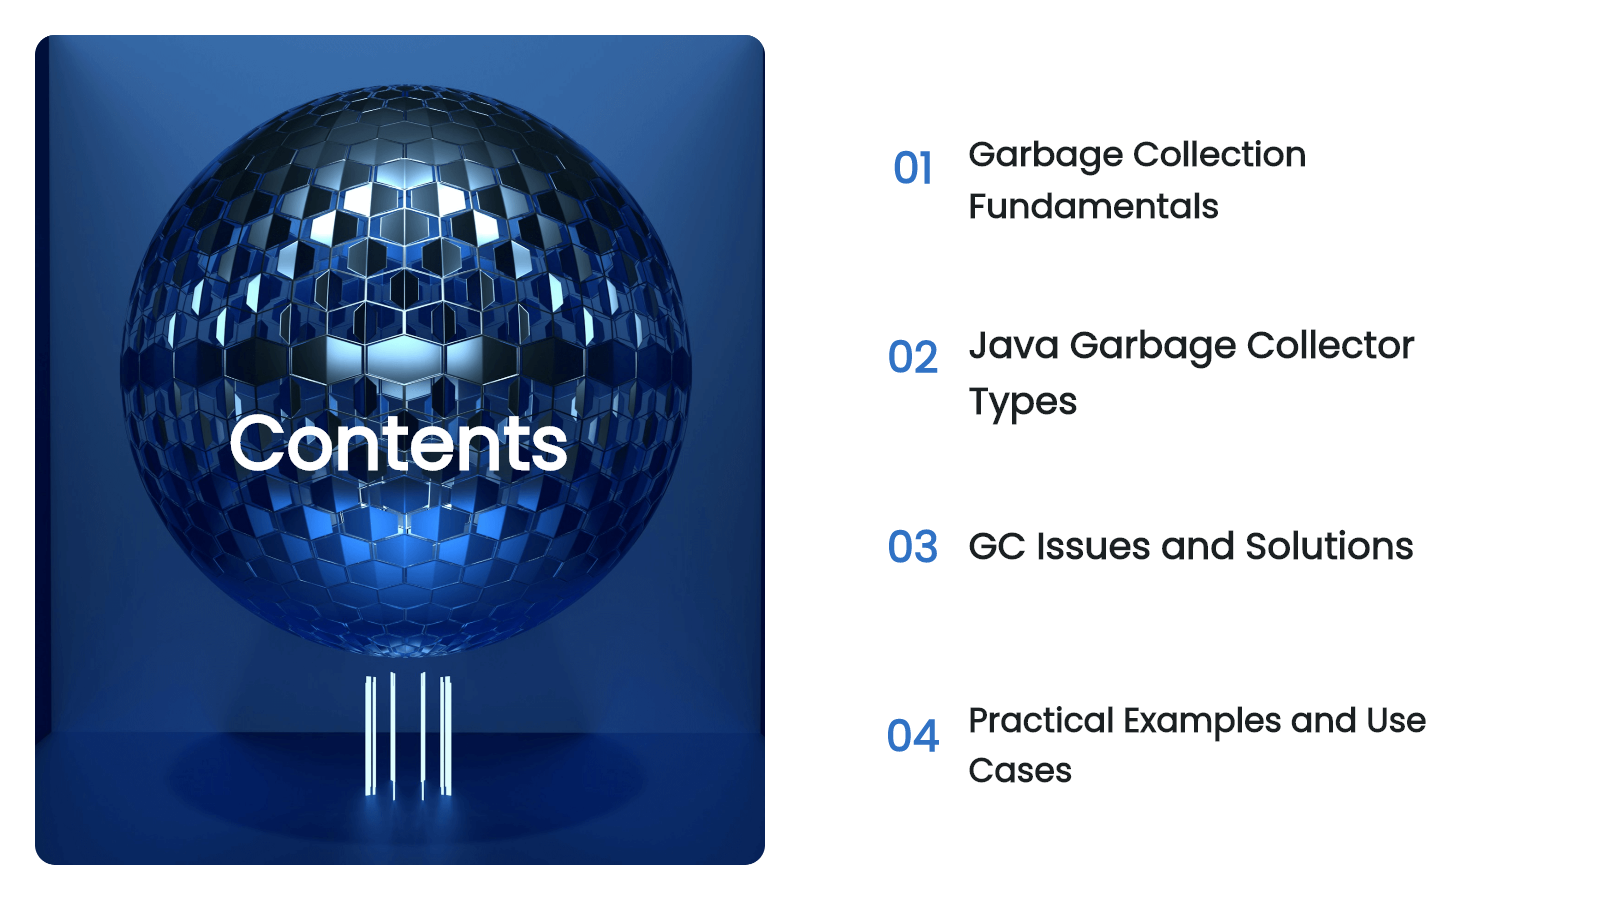 Contents
01
Garbage Collection
Fundamentals
02
Java Garbage Collector
Types
03
GC Issues and Solutions
04
Practical Examples and Use
Cases